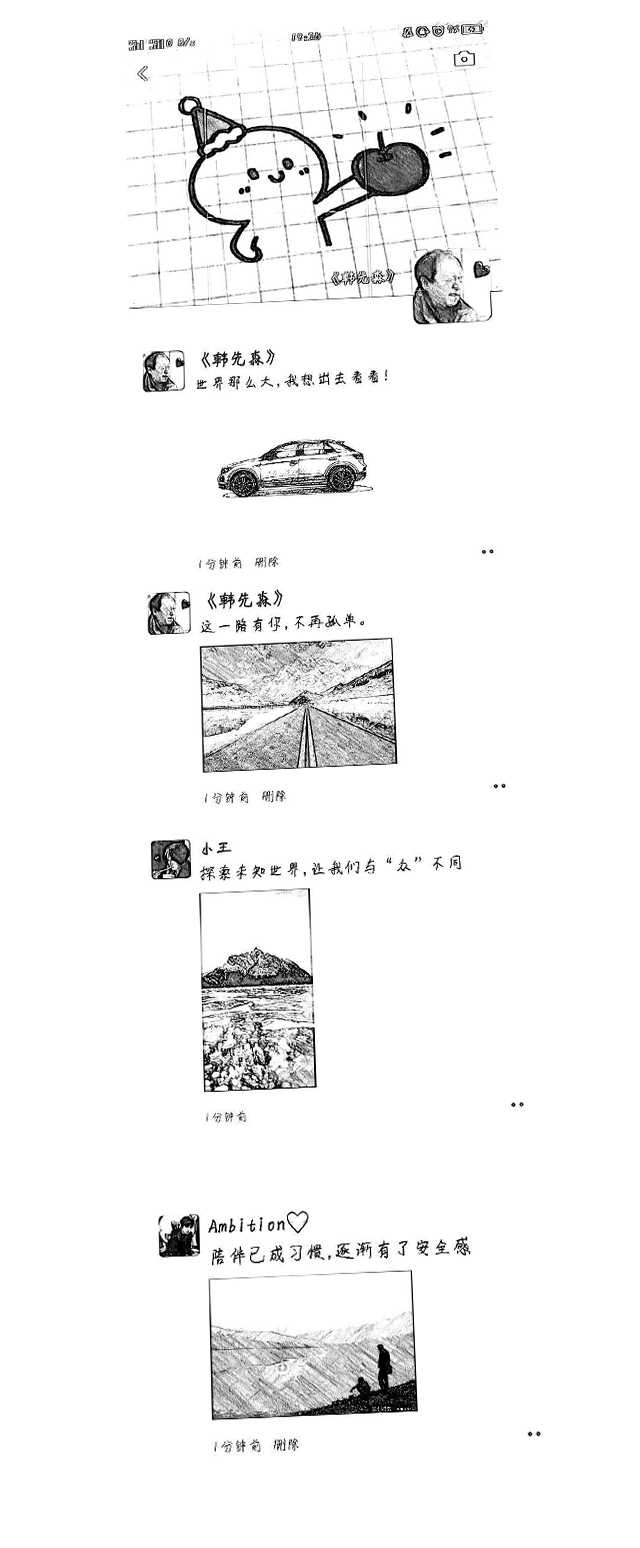 19:26
《韩先森》
《韩先森》
世界那么大,我想出去看看!
1分钟前 删除
《韩先森》
这一路有你,不再孤单。
1分钟前 删除
小王
探索未知世界,让我们与“众”不同
1分钟前
Ambition♡
陪伴已成习惯,逐渐有了安全感
1分钟前 删除